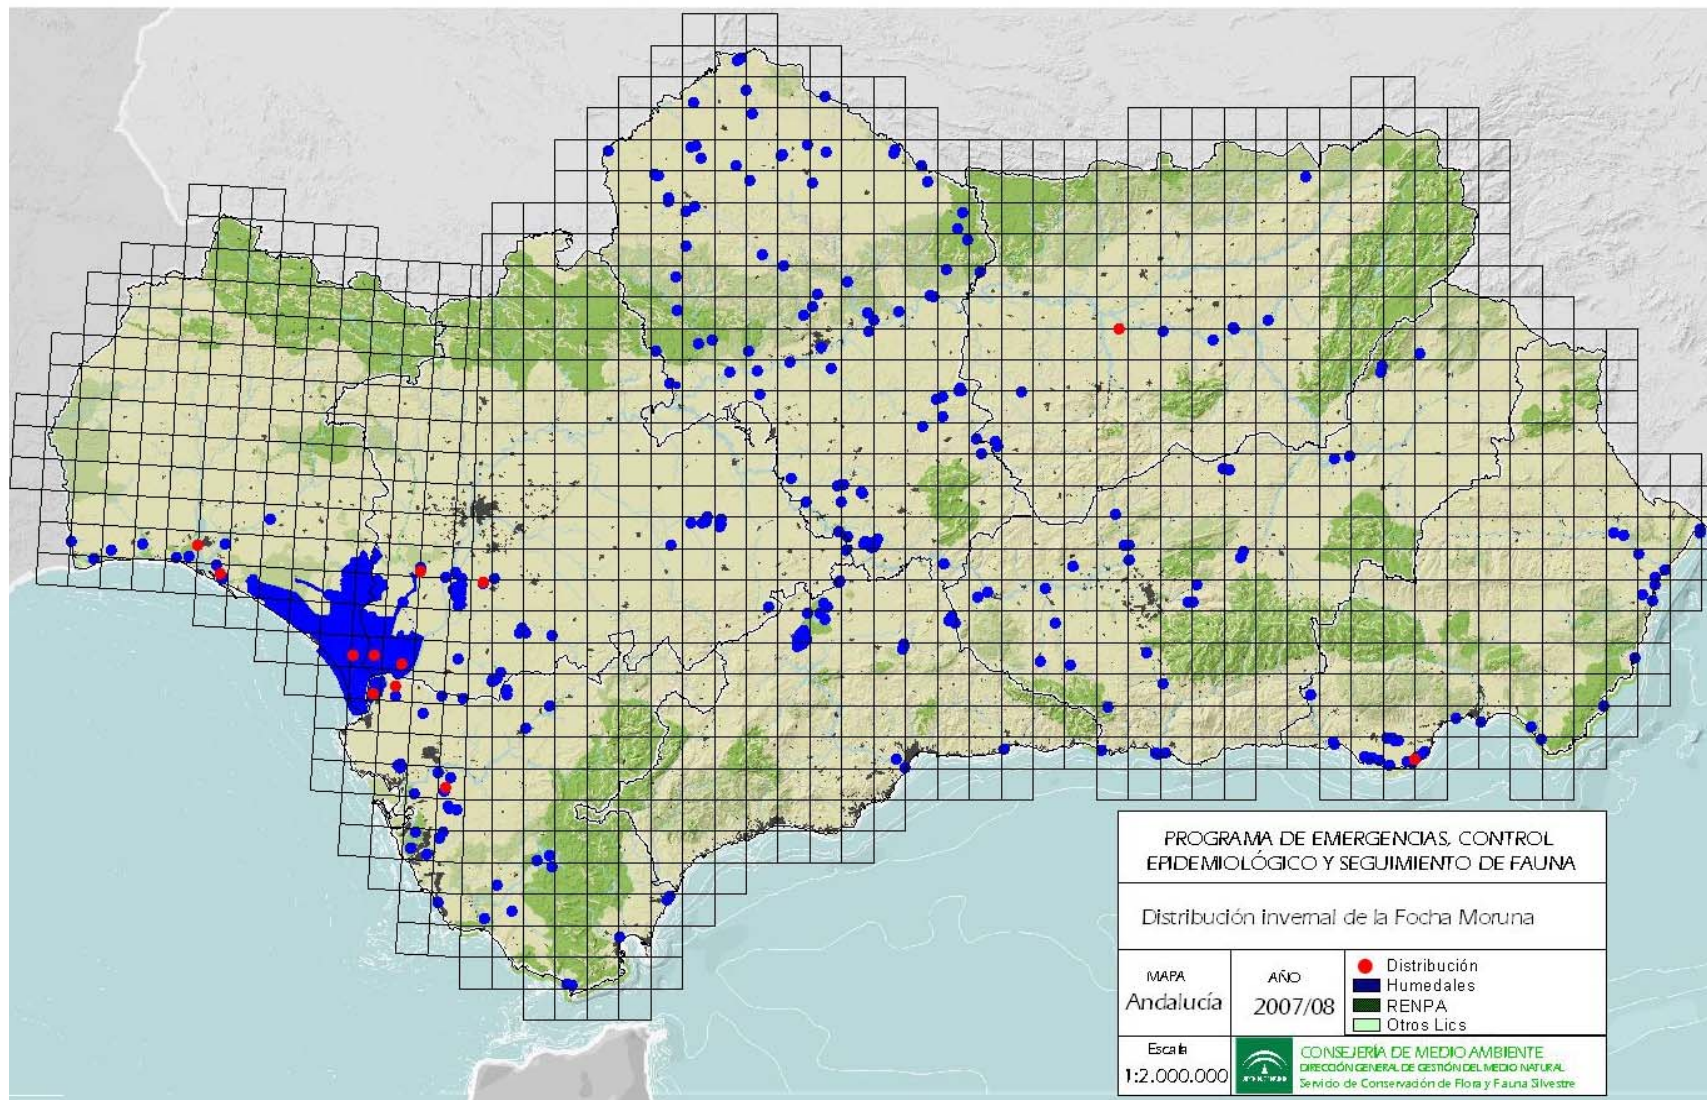 PROGRAMA DE EMERGENCIAS, CONTROL
EPIDEMIOLÓGICO Y SEGUIMIENTO DE FAUNA
Distribución invernal de la Focha Moruna
MAPA
Andalucía
AÑO
2007/08
Distribución
Humedales
RENPA
Otros Lics
Escala
1:2.000.000
CONSEJERÍA DE MEDIO AMBIENTE
DIRECCIÓN GENERAL DE GESTIÓN DEL MEDIO NATURAL
Servicio de Conservación de Flora y Fauna Silvestre